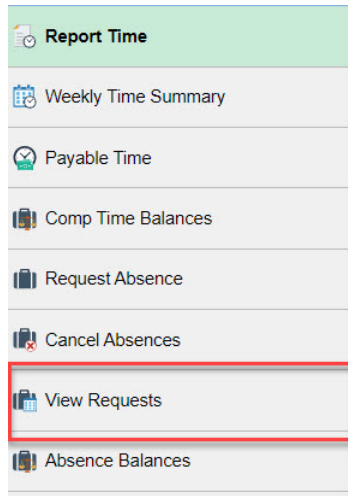 Report Time
Weekly Time Summary
Payable Time
Comp Time Balances
Request Absence
Cancel Absences
View Requests
Absence Balances